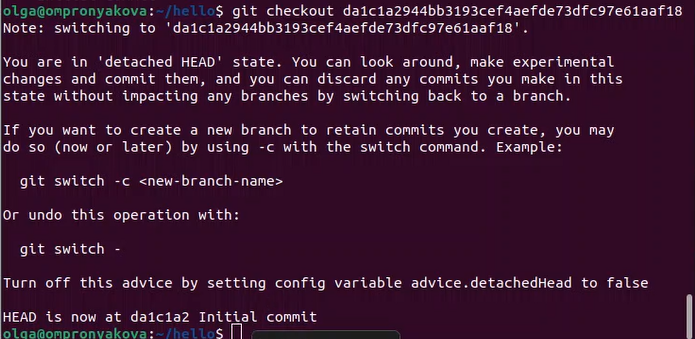 olga@ompronyakova:~/hello$ git checkout da1c1a2944bb3193cef4aefde73dfc97e61aaf18
Note: switching to 'da1c1a2944bb3193cef4aefde73dfc97e61aaf18'.
You are in 'detached HEAD' state. You can look around, make experimental
changes and commit them, and you can discard any commits you make in this
state without impacting any branches by switching back to a branch.
If you want to create a new branch to retain commits you create, you may
do so (now or later) by using -c with the switch command. Example:
git switch -c <new-branch-name>
Or undo this operation with:
git switch -
Turn off this advice by setting config variable advice.detachedHead to false
HEAD is now at da1c1a2 Initial commit
olga@ompronyakova:~/hello$